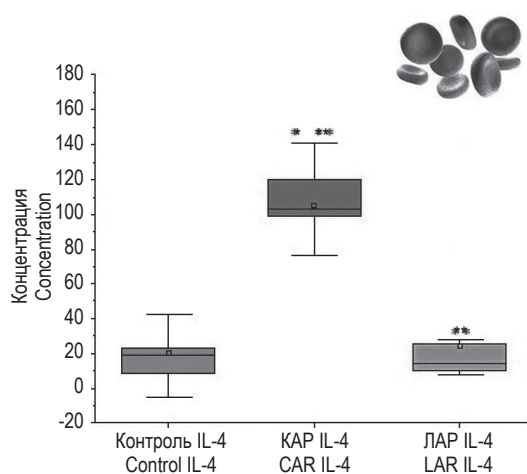 180
160
140
120
100
80
60
40
20
0
-20
Концентрация
Concentration
* **
**
Контроль IL-4
Control IL-4
КАР IL-4
CAR IL-4
ЛАР IL-4
LAR IL-4